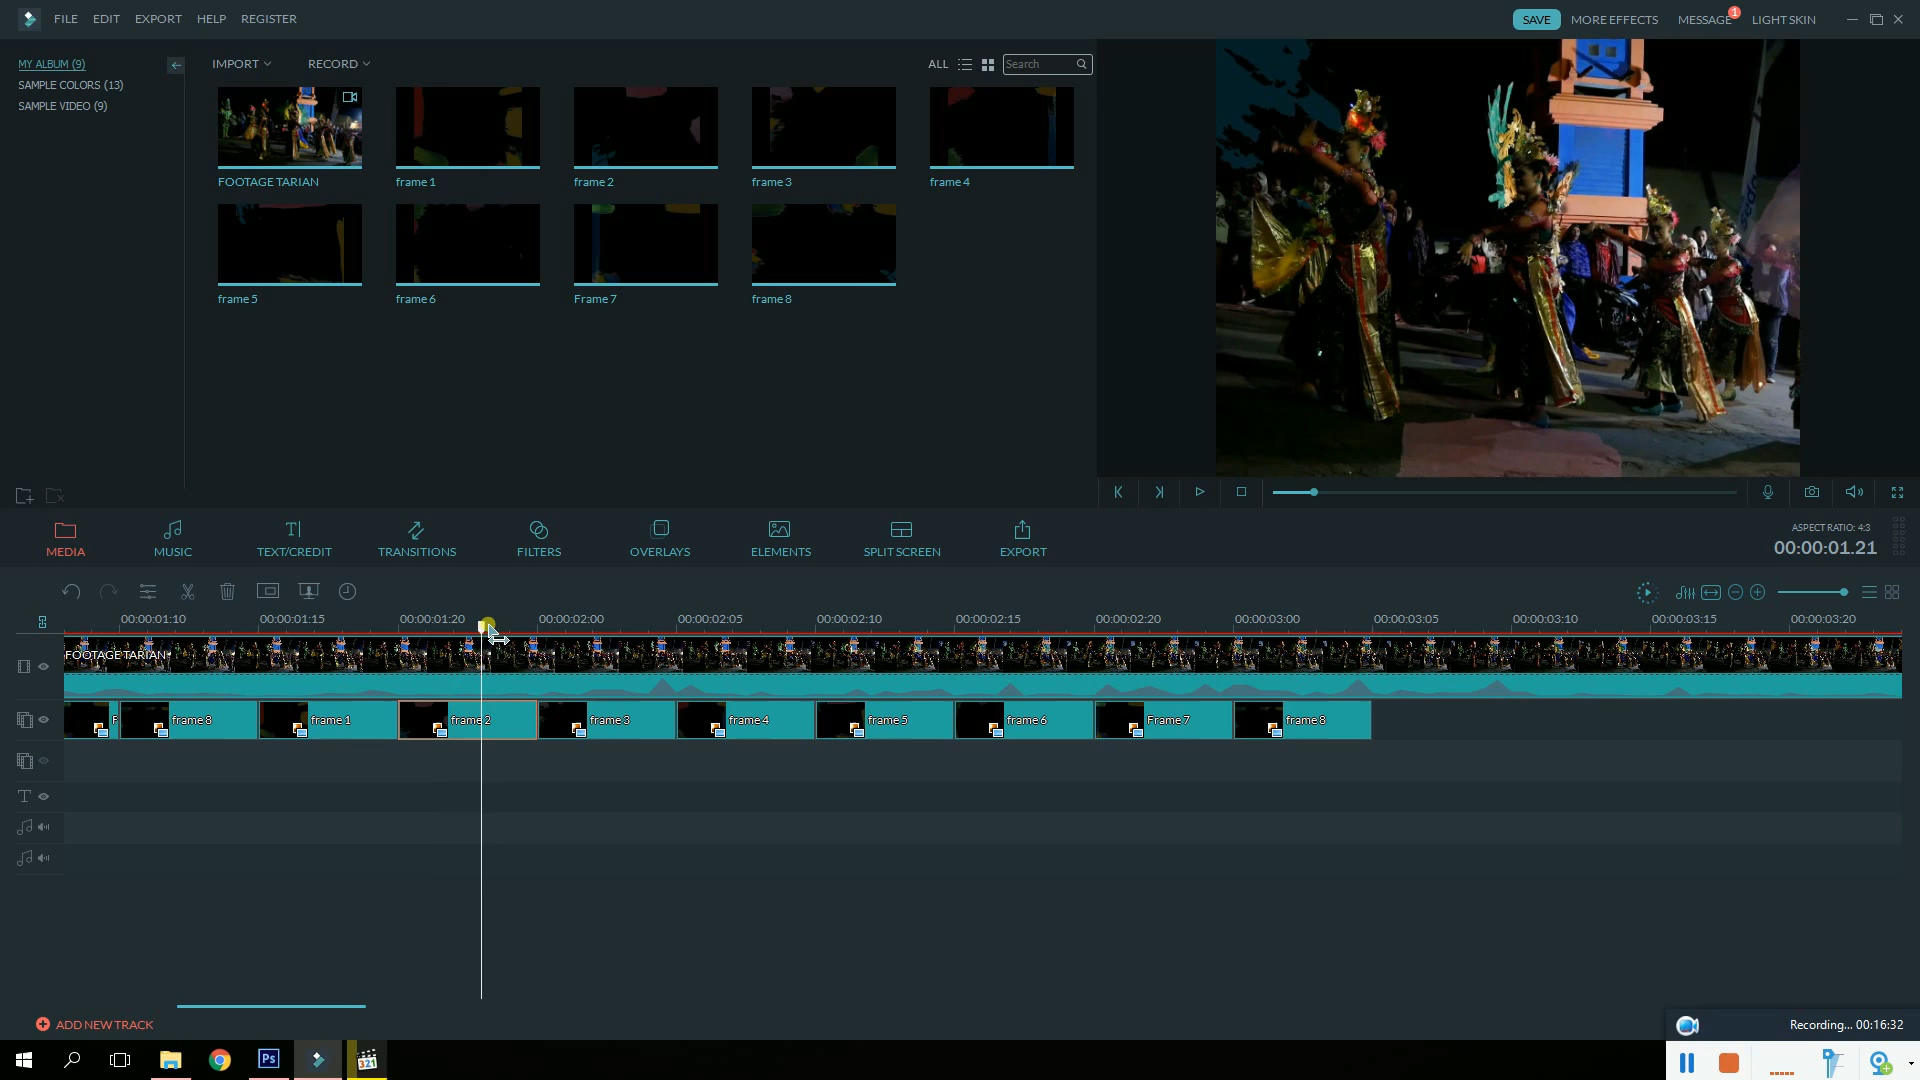 FILE EDIT EXPORT HELP REGISTER
SAVE MORE EFFECTS MESSAGE 1 LIGHT SKIN
MY ALBUM (9)
SAMPLE COLORS (13)
SAMPLE VIDEO (9)
IMPORT RECORD ALL Search
FOOTAGE TARIAN frame 1 frame 2 frame 3 frame 4
frame 5 frame 6 Frame 7 frame 8
MEDIA MUSIC TEXT/CREDIT TRANSITIONS FILTERS OVERLAYS ELEMENTS SPLIT SCREEN EXPORT
ASPECT RATIO: 4:3
00:00:01.21
00:00:01:10 00:00:01:15 00:00:01:20 00:00:02:00 00:00:02:05 00:00:02:10 00:00:02:15 00:00:02:20 00:00:03:00 00:00:03:05 00:00:03:10 00:00:03:15 00:00:03:20
FOOTAGE TARIAN
F frame 8 frame 1 frame 2 frame 3 frame 4 frame 5 frame 6 Frame 7 frame 8
T
ADD NEW TRACK
Recording... 00:16:32
Ps
321